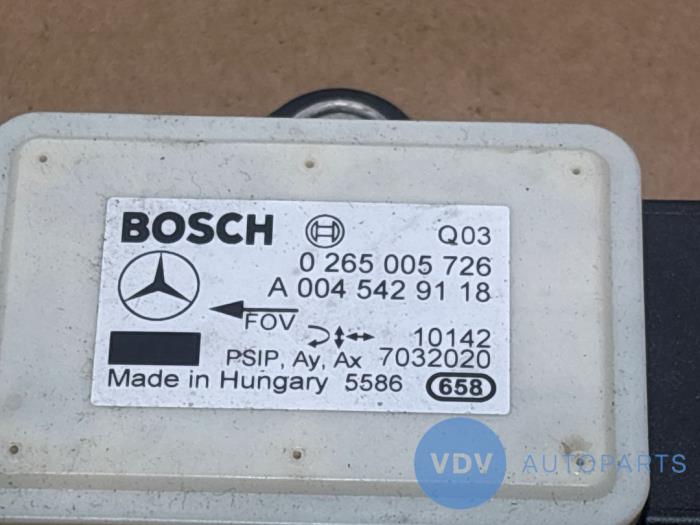 BOSCH Q03
0 265 005 726
A 004 542 91 18
FOV
10142
PSIP, Ay, Ax 7032020
Made in Hungary 5586 658
VDV AUTOPARTS